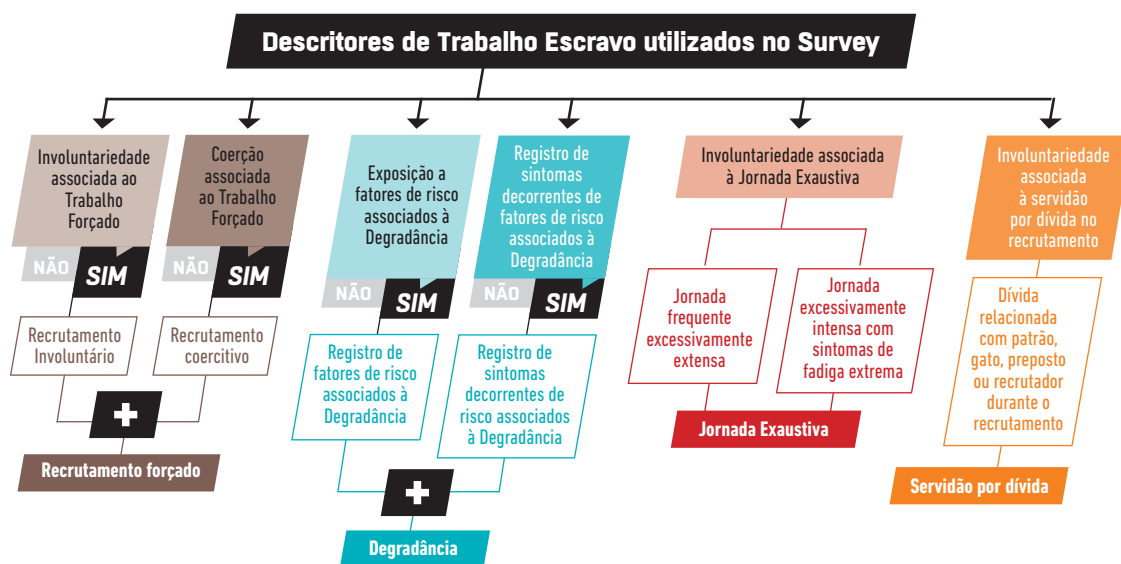 Descritores de Trabalho Escravo utilizados no Survey
Involuntariedade
associada ao
Trabalho
Forçado
NÃO
SIM
Recrutamento
Involuntário
Coerção
associada
ao Trabalho
Forçado
NÃO
SIM
Recrutamento
coercitivo
+
Recrutamento forçado
Exposição a
fatores de risco
associados à
Degradância
NÃO
SIM
Registro de
fatores de risco
associados à
Degradância
Registro de
sintomas
decorrentes de
fatores de risco
associados à
Degradância
NÃO
SIM
Registro de
sintomas
decorrentes de
risco associados
à Degradância
+
Degradância
Involuntariedade associada
à Jornada Exaustiva
Jornada
frequente
excessivamente
extensa
Jornada
excessivamente
intensa com
sintomas de
fadiga extrema
Jornada Exaustiva
Involuntariedade
associada
à servidão
por dívida no
recrutamento
Dívida
relacionada
com patrão,
gato, preposto
ou recrutador
durante o
recrutamento
Servidão por dívida